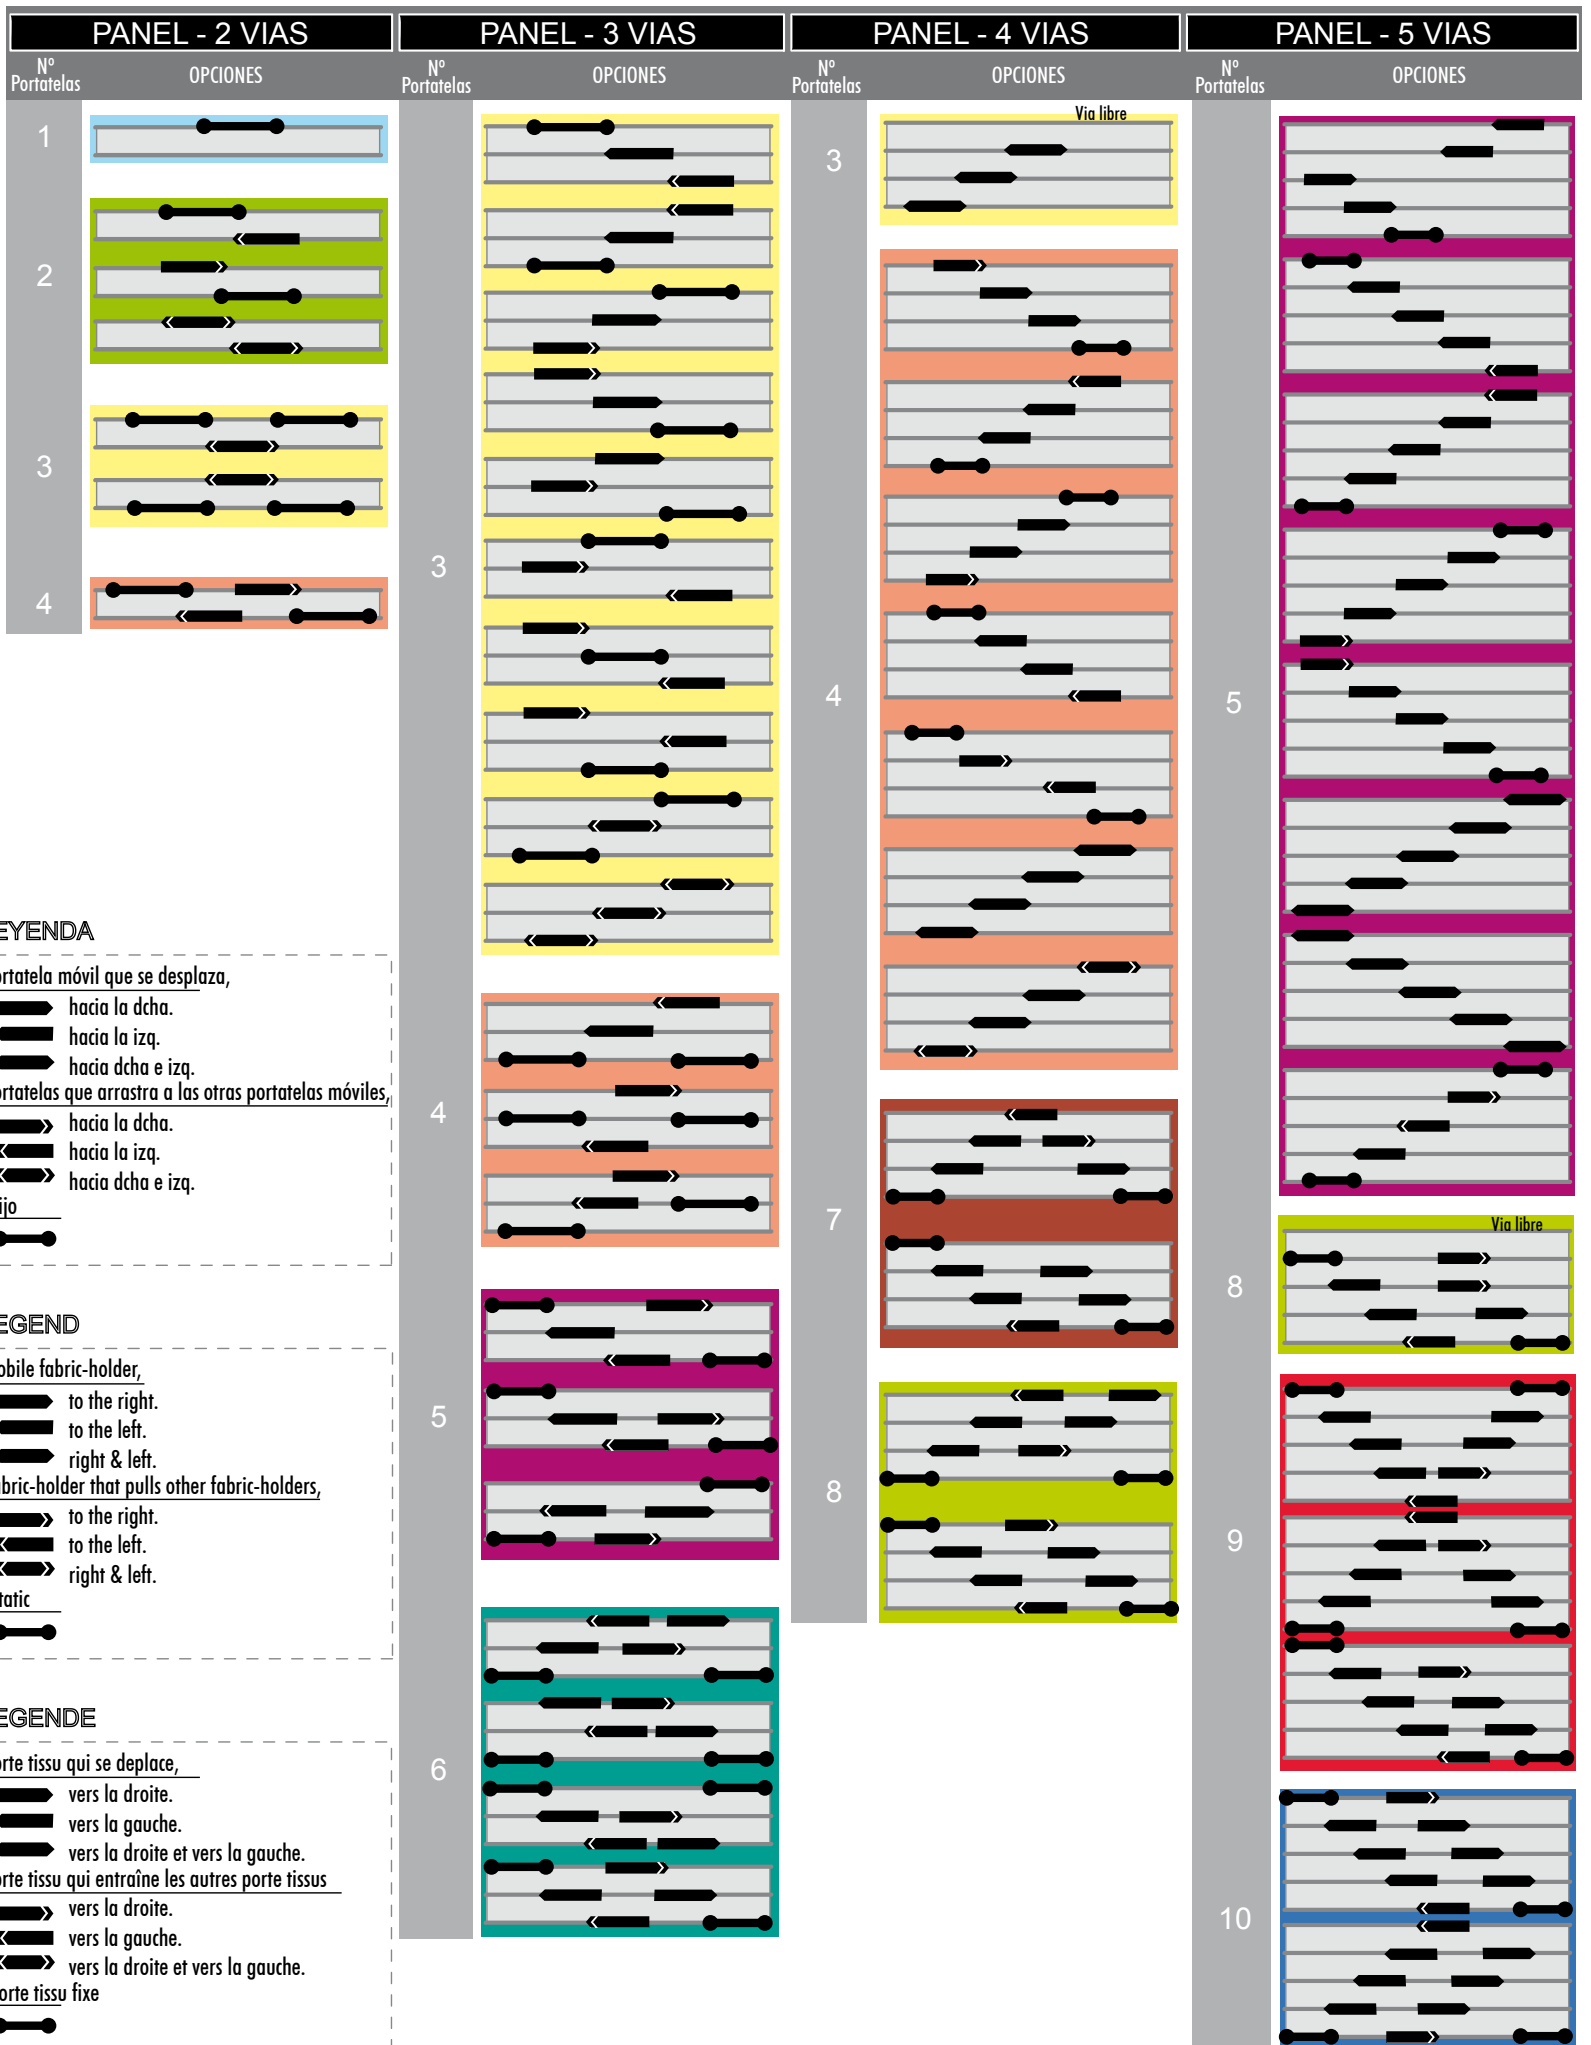 PANEL - 2 VIAS
Nº
Portatelas
OPCIONES
1
2
3
4
PANEL - 3 VIAS
Nº
Portatelas
OPCIONES
3
4
5
6
PANEL - 4 VIAS
Nº
Portatelas
OPCIONES
Via libre
3
4
7
8
PANEL - 5 VIAS
Nº
Portatelas
OPCIONES
5
Via libre
8
9
10
EYENDA
rtatela móvil que se desplaza,
hacia la dcha.
hacia la izq.
hacia dcha e izq.
rtatelas que arrastra a las otras portatelas móviles,
hacia la dcha.
hacia la izq.
hacia dcha e izq.
ijo
EGEND
obile fabric-holder,
to the right.
to the left.
right & left.
bric-holder that pulls other fabric-holders,
to the right.
to the left.
right & left.
tatic
EGENDE
rte tissu qui se deplace,
vers la droite.
vers la gauche.
vers la droite et vers la gauche.
rte tissu qui entraîne les autres porte tissus
vers la droite.
vers la gauche.
vers la droite et vers la gauche.
orte tissu fixe